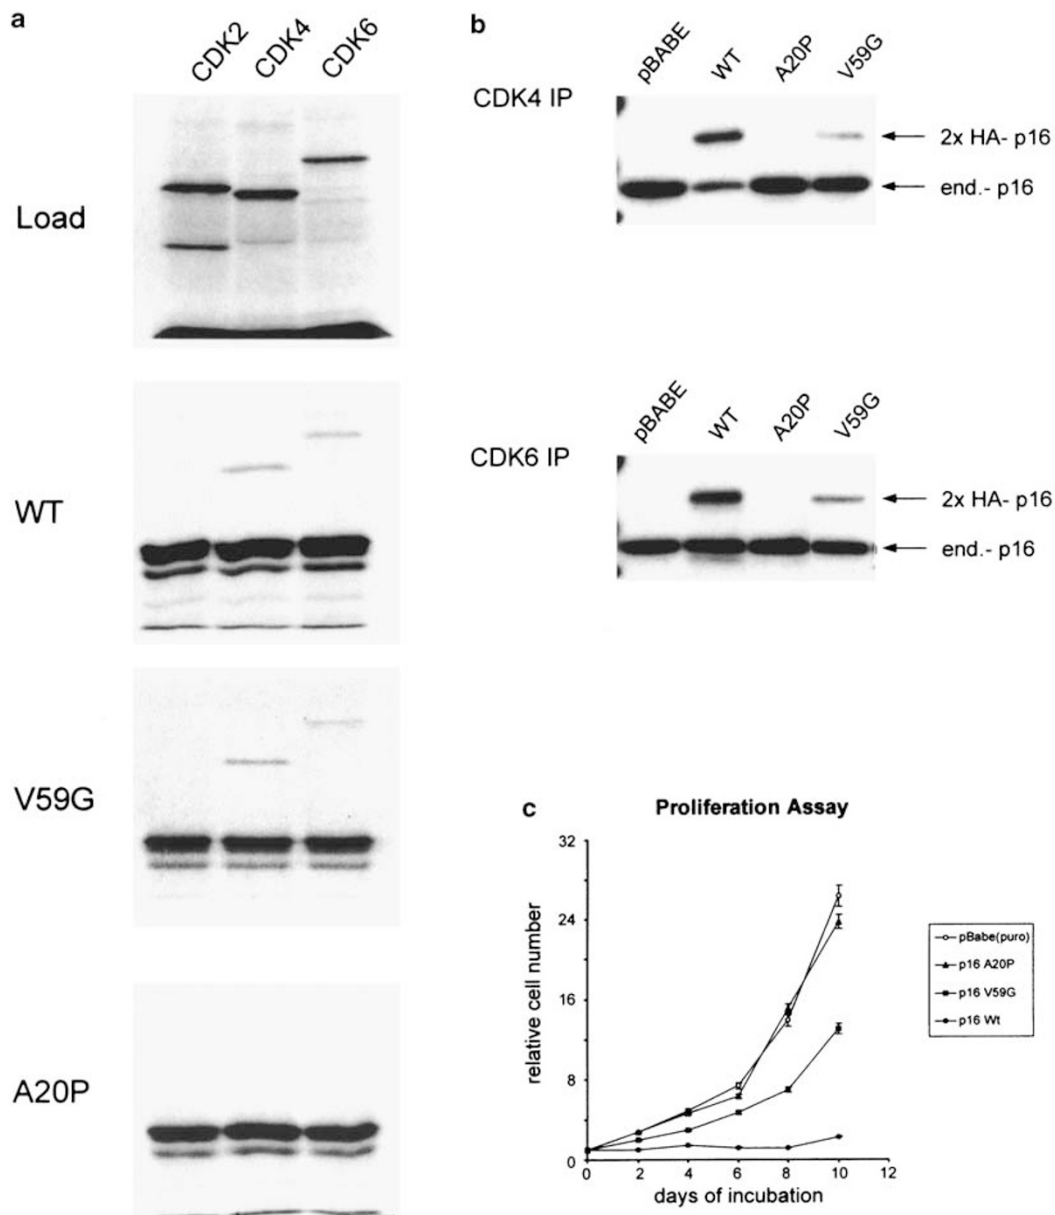 a
CDK2
CDK4
CDK6
Load
WT
V59G
A20P
b
pBABE
WT
A20P
V59G
CDK4 IP
2x HA- p16
end.- p16
pBABE
WT
A20P
V59G
CDK6 IP
2x HA- p16
end.- p16
c
Proliferation Assay
relative cell number
32
24
16
8
0
0 2 4 6 8 10 12
days of incubation
pBabe(puro)
p16 A20P
p16 V59G
p16 Wt